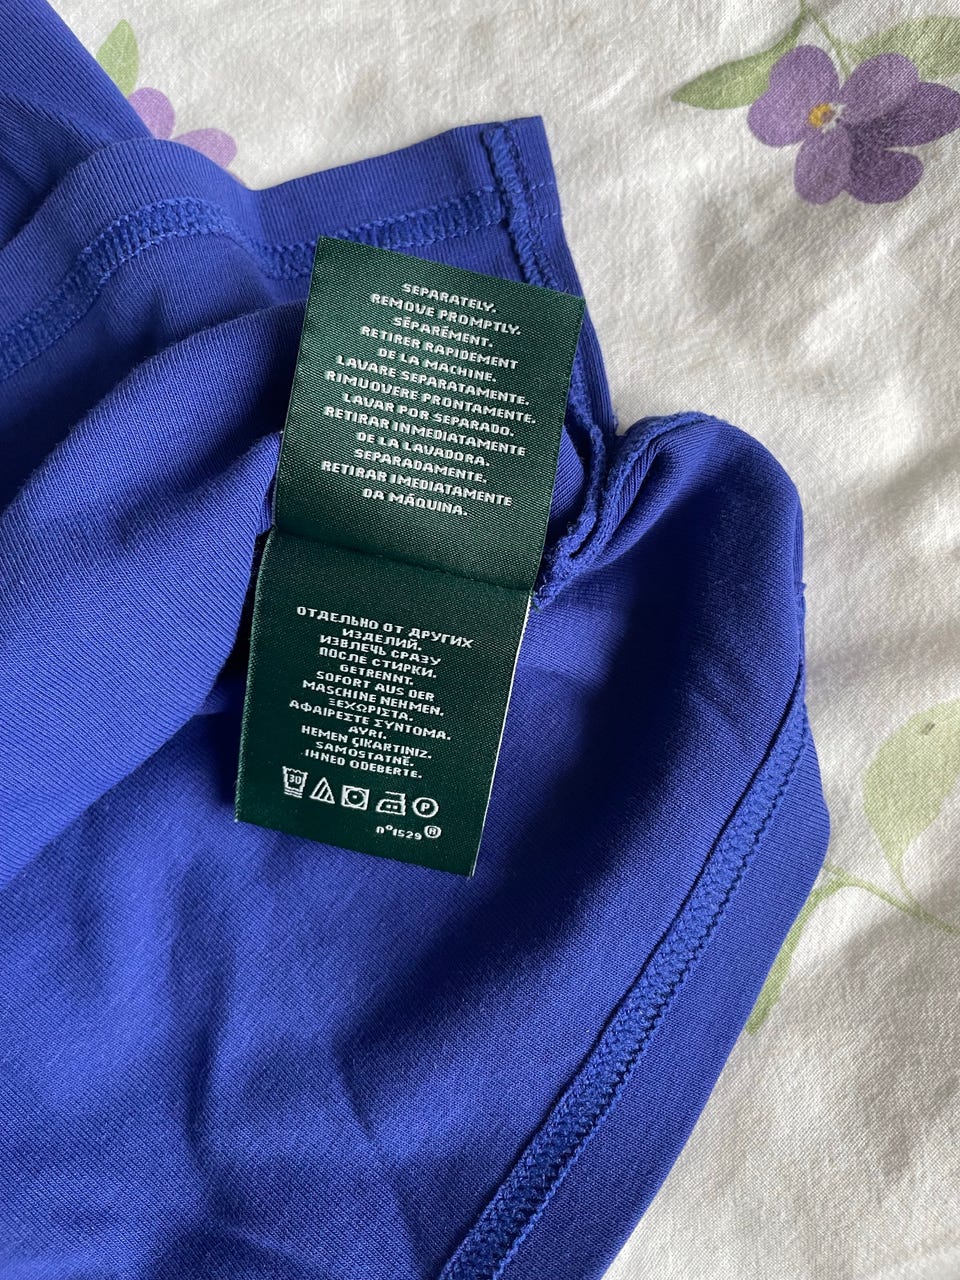 SEPARATELY.
REMOVE PROMPTLY.
SÉPARÉMENT.
RETIRER RAPIDEMENT
DE LA MACHINE.
LAVARE SEPARATAMENTE.
RIMUOVERE PRONTAMENTE.
LAVAR POR SEPARADO.
RETIRAR INMEDIATAMENTE
DE LA LAVADORA.
SEPARADAMENTE.
RETIRAR IMEDIATAMENTE
DA MÁQUINA.
ОТДЕЛЬНО ОТ ДРУГИХ
ИЗДЕЛИЙ.
ИЗВЛЕЧЬ СРАЗУ
ПОСЛЕ СТИРКИ.
GETRENNT.
SOFORT AUS DER
MASCHINE NEHMEN.
ΞΕΧΩΡΙΣΤΑ.
ΑΦΑΙΡΕΣΤΕ ΣΥΝΤΟΜΑ.
AYRI.
HEMEN ÇIKARTINIZ.
SAMOSTATNĚ.
IHNED ODEBERTE.
30 P
n°1529 ®